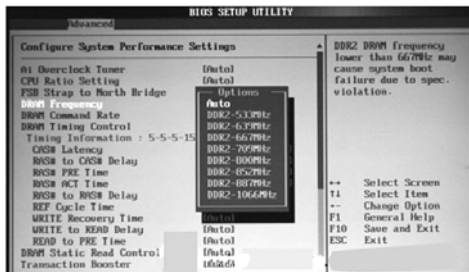 BIOS SETUP UTILITY
Advanced
Configure System Performance Settings
Ai Overclock Tuner [Auto]
CPU Ratio Setting [Auto]
FSB Strap to North Bridge
DRAM Frequency
DRAM Command Rate
DRAM Timing Control
Timing Information : 5-5-5-15
CAS# Latency
RAS# to CAS# Delay
RAS# PRE Time
RAS# ACT Time
RAS# to RAS# Delay
REF Cycle Time
WRITE Recovery Time [Auto]
WRITE to READ Delay [Auto]
READ to PRE Time [Auto]
DRAM Static Read Control [Auto]
Transaction Booster
Options
Auto
DDR2-533MHz
DDR2-639MHz
DDR2-667MHz
DDR2-709MHz
DDR2-800MHz
DDR2-852MHz
DDR2-887MHz
DDR2-1066MHz
DDR2 DRAM frequency
lower than 667MHz may
cause system boot
failure due to spec.
violation.
↔ Select Screen
↑↓ Select Item
+- Change Option
F1 General Help
F10 Save and Exit
ESC Exit